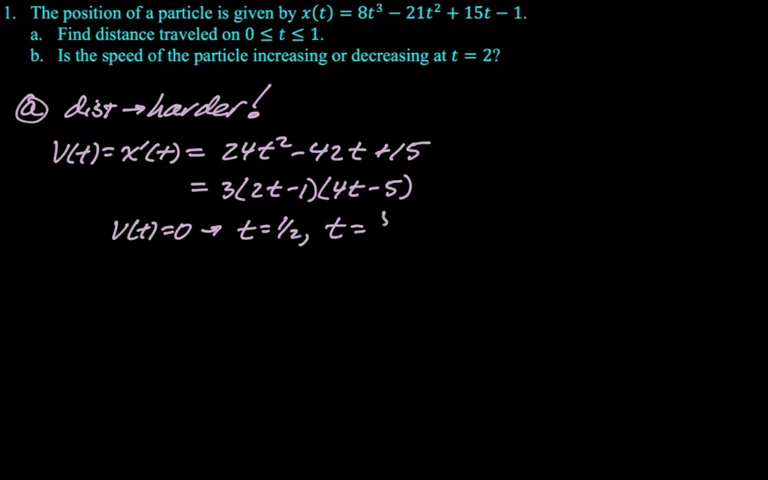 1. The position of a particle is given by x(t) = 8t³ − 21t² + 15t − 1.
a. Find distance traveled on 0 ≤ t ≤ 1.
b. Is the speed of the particle increasing or decreasing at t = 2?
ⓐ dist → harder!
V(t) = x'(t) = 24t² − 42t + 15
= 3(2t−1)(4t−5)
V(t)=0 → t = 1/2, t =